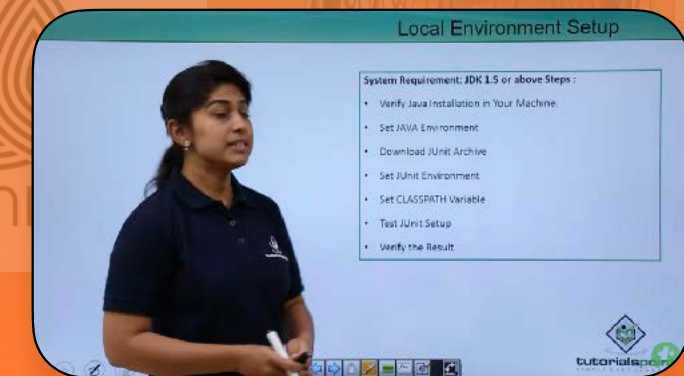 Local Environment Setup
System Requirement: JDK 1.5 or above Steps :
• Verify Java Installation in Your Machine.
• Set JAVA Environment
• Download JUnit Archive
• Set JUnit Environment
• Set CLASSPATH Variable
• Test JUnit Setup
• Verify the Result